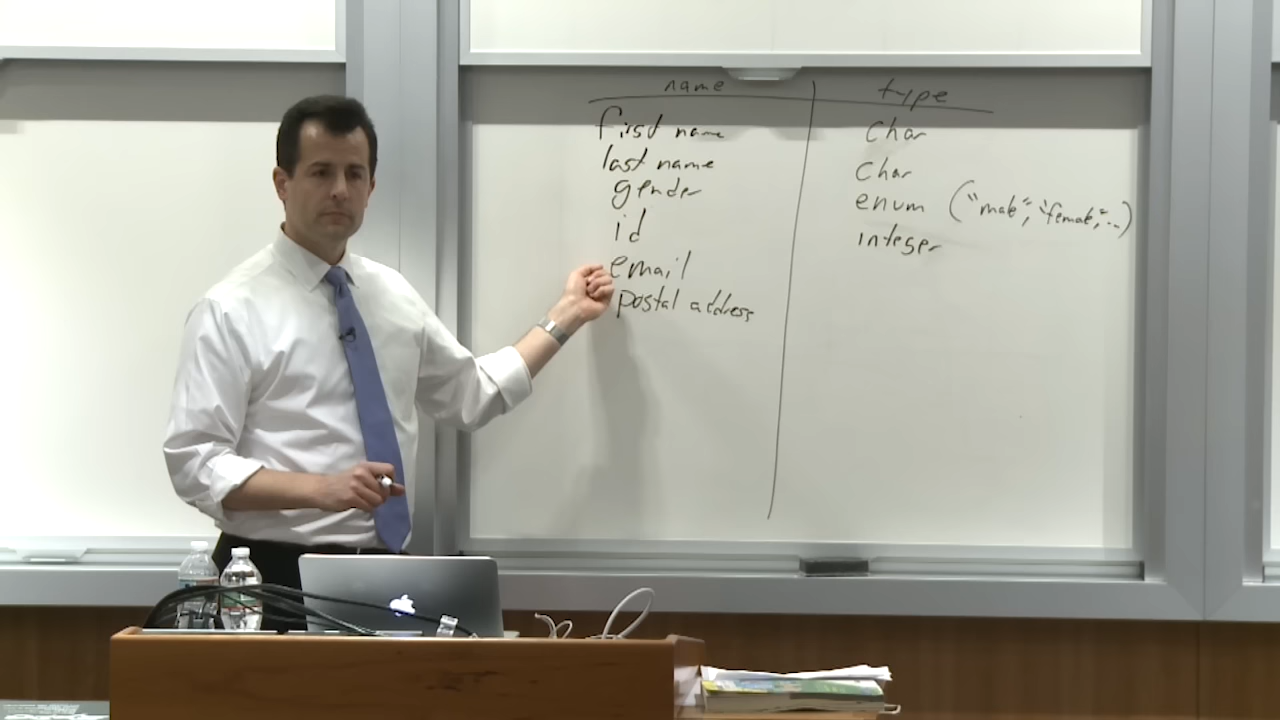 name type
first name char
last name char
gender enum ("male", "female",...)
id integer
email
postal address